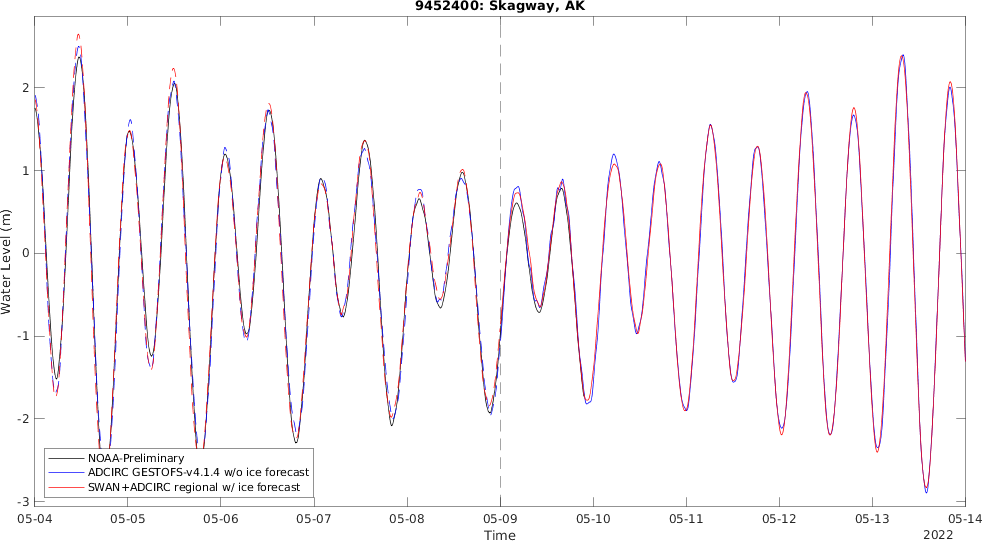 9452400: Skagway, AK
Water Level (m)
2
1
0
-1
-2
-3
NOAA-Preliminary
ADCIRC GESTOFS-v4.1.4 w/o ice forecast
SWAN+ADCIRC regional w/ ice forecast
05-04 05-05 05-06 05-07 05-08 05-09 05-10 05-11 05-12 05-13 05-14
Time
2022